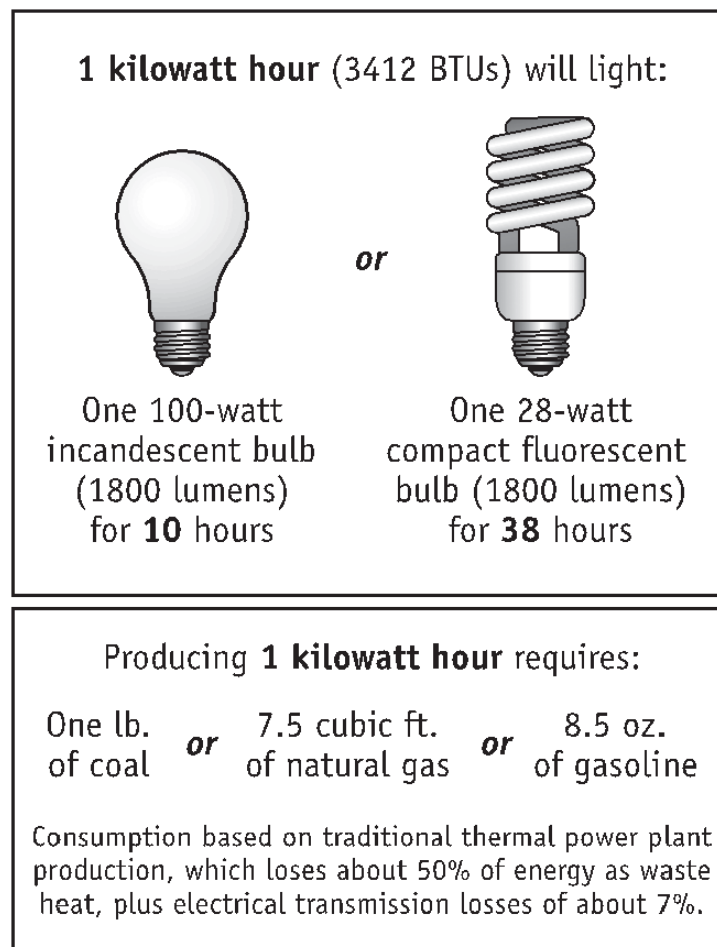 1 kilowatt hour (3412 BTUs) will light:
or
One 100-watt
incandescent bulb
(1800 lumens)
for 10 hours
One 28-watt
compact fluorescent
bulb (1800 lumens)
for 38 hours
Producing 1 kilowatt hour requires:
One lb.
of coal
or
7.5 cubic ft.
of natural gas
or
8.5 oz.
of gasoline
Consumption based on traditional thermal power plant
production, which loses about 50% of energy as waste
heat, plus electrical transmission losses of about 7%.